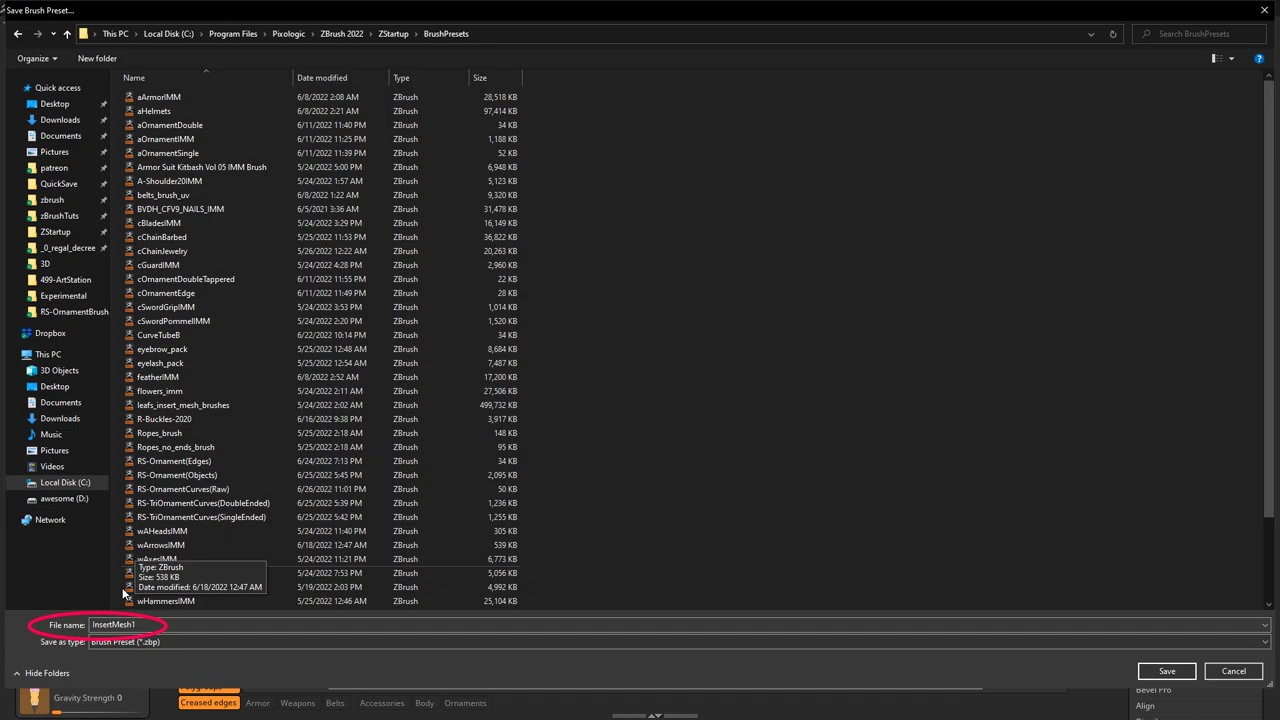 Save Brush Preset...
This PC > Local Disk (C:) > Program Files > Pixologic > ZBrush 2022 > ZStartup > BrushPresets
Search BrushPresets
Organize
New folder
Quick access
Desktop
Downloads
Documents
Pictures
patreon
QuickSave
zbrush
zBrushTuts
ZStartup
_0_regal_decree
3D
499-ArtStation
Experimental
RS-OrnamentBrush
Dropbox
This PC
3D Objects
Desktop
Documents
Downloads
Music
Pictures
Videos
Local Disk (C:)
awesome (D:)
Network
Name Date modified Type Size
aArmorIMM 6/8/2022 2:08 AM ZBrush 28,518 KB
aHelmets 6/8/2022 2:21 AM ZBrush 97,414 KB
aOrnamentDouble 6/11/2022 11:40 PM ZBrush 34 KB
aOrnamentIMM 6/11/2022 11:25 PM ZBrush 1,188 KB
aOrnamentSingle 6/11/2022 11:39 PM ZBrush 52 KB
Armor Suit Kitbash Vol 05 IMM Brush 5/24/2022 5:00 PM ZBrush 6,948 KB
A-Shoulder20IMM 5/24/2022 1:57 AM ZBrush 5,123 KB
belts_brush_uv 6/8/2022 1:22 AM ZBrush 9,320 KB
BVDH_CFV9_NAILS_IMM 6/5/2021 3:36 AM ZBrush 31,478 KB
cBladesIMM 5/24/2022 3:29 PM ZBrush 16,149 KB
cChainBarbed 5/25/2022 11:53 PM ZBrush 36,822 KB
cChainJewelry 5/26/2022 12:22 AM ZBrush 20,263 KB
cGuardIMM 5/24/2022 4:28 PM ZBrush 2,960 KB
cOrnamentDoubleTappered 6/11/2022 11:55 PM ZBrush 22 KB
cOrnamentEdge 6/11/2022 11:49 PM ZBrush 28 KB
cSwordGripIMM 5/24/2022 3:53 PM ZBrush 1,014 KB
cSwordPommelIMM 5/24/2022 2:20 PM ZBrush 1,520 KB
CurveTubeB 6/22/2022 10:14 PM ZBrush 34 KB
eyebrow_pack 5/25/2022 12:48 AM ZBrush 8,684 KB
eyelash_pack 5/25/2022 12:54 AM ZBrush 7,487 KB
featherIMM 6/8/2022 2:52 AM ZBrush 17,200 KB
flowers_imm 5/24/2022 2:11 AM ZBrush 27,506 KB
leafs_insert_mesh_brushes 5/24/2022 2:02 AM ZBrush 499,732 KB
R-Buckles-2020 6/16/2022 9:38 PM ZBrush 3,917 KB
Ropes_brush 5/25/2022 2:18 AM ZBrush 148 KB
Ropes_no_ends_brush 5/25/2022 2:18 AM ZBrush 95 KB
RS-Ornament(Edges) 6/24/2022 7:13 PM ZBrush 34 KB
RS-Ornament(Objects) 6/25/2022 5:45 PM ZBrush 2,095 KB
RS-OrnamentCurves(Raw) 6/26/2022 11:01 PM ZBrush 50 KB
RS-TriOrnamentCurves(DoubleEnded) 6/25/2022 5:39 PM ZBrush 1,236 KB
RS-TriOrnamentCurves(SingleEnded) 6/25/2022 5:42 PM ZBrush 1,255 KB
wAHeadsIMM 5/24/2022 11:40 PM ZBrush 305 KB
wArrowsIMM 6/18/2022 12:47 AM ZBrush 539 KB
wAxesIMM 5/24/2022 11:21 PM ZBrush 6,773 KB
5/24/2022 7:53 PM ZBrush 5,056 KB
5/19/2022 2:03 PM ZBrush 4,992 KB
wHammersIMM 5/25/2022 12:46 AM ZBrush 25,104 KB
Type: ZBrush
Size: 538 KB
Date modified: 6/18/2022 12:47 AM
File name: InsertMesh1
Save as type: Brush Preset (*.zbp)
Hide Folders
Save
Cancel
Gravity Strength 0
Polygroups
Creased edges
Armor Weapons Belts Accessories Body Ornaments
Bevel Pro
Align